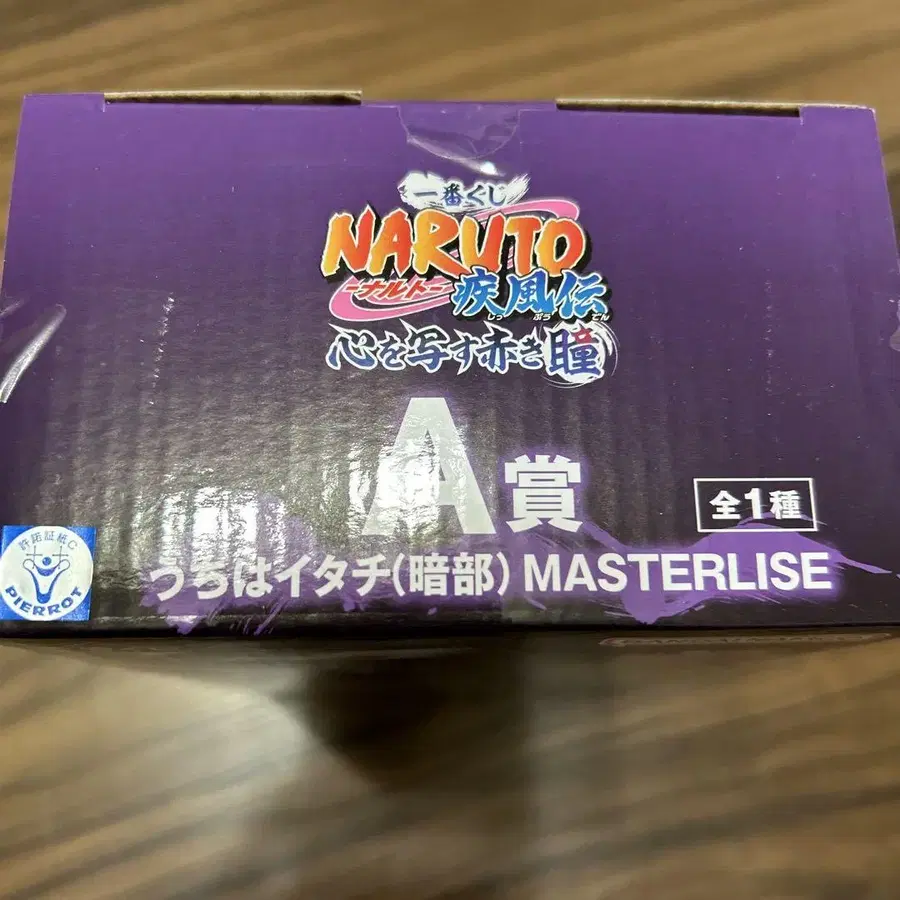 一番くじ
NARUTO
-ナルト-
疾風伝
しっ ぷう でん
心を写す赤き瞳
A賞
全1種
うちはイタチ(暗部) MASTERLISE
許諾証紙C
PIERROT